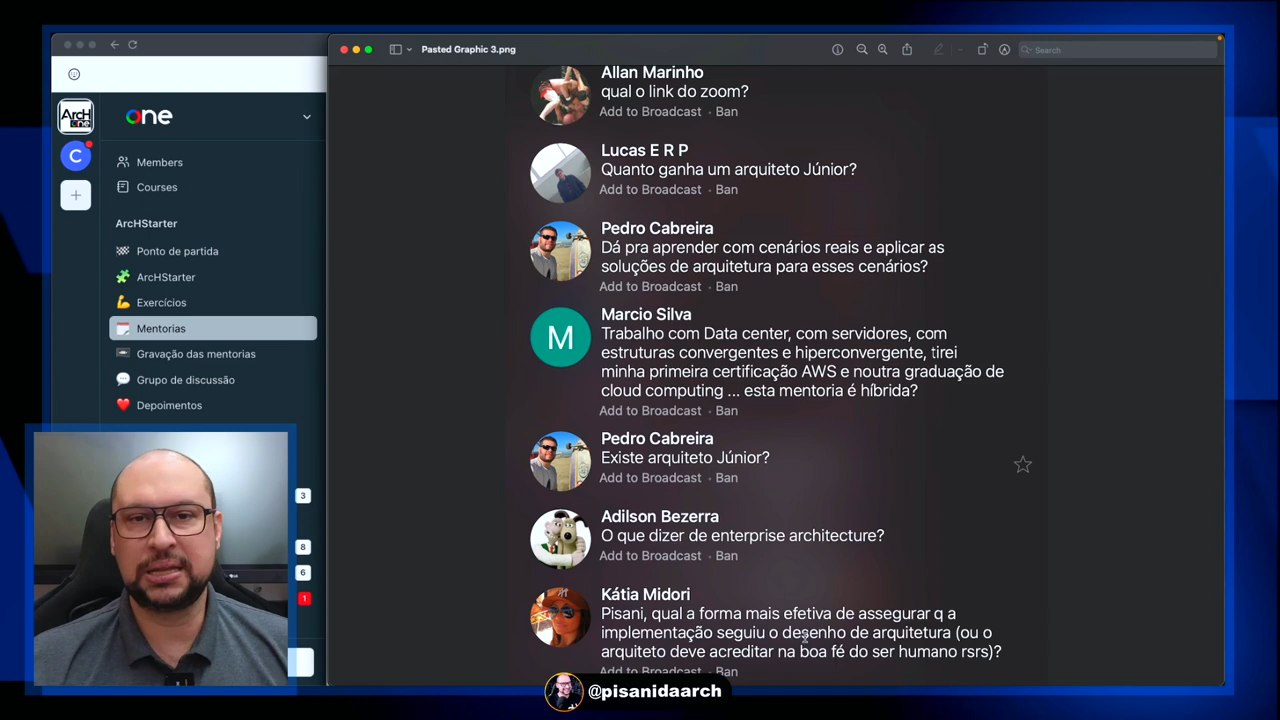 Pasted Graphic 3.png
Search
ArcH
one
one
C
Members
Courses
ArcHStarter
Ponto de partida
ArcHStarter
Exercícios
Mentorias
Gravação das mentorias
Grupo de discussão
Depoimentos
3
8
6
1
Allan Marinho
qual o link do zoom?
Add to Broadcast · Ban
Lucas E R P
Quanto ganha um arquiteto Júnior?
Add to Broadcast · Ban
Pedro Cabreira
Dá pra aprender com cenários reais e aplicar as
soluções de arquitetura para esses cenários?
Add to Broadcast · Ban
M
Marcio Silva
Trabalho com Data center, com servidores, com
estruturas convergentes e hiperconvergente, tirei
minha primeira certificação AWS e noutra graduação de
cloud computing ... esta mentoria é híbrida?
Add to Broadcast · Ban
Pedro Cabreira
Existe arquiteto Júnior?
Add to Broadcast · Ban
Adilson Bezerra
O que dizer de enterprise architecture?
Add to Broadcast · Ban
Kátia Midori
Pisani, qual a forma mais efetiva de assegurar q a
implementação seguiu o desenho de arquitetura (ou o
arquiteto deve acreditar na boa fé do ser humano rsrs)?
Add to Broadcast · Ban
@pisanidaarch